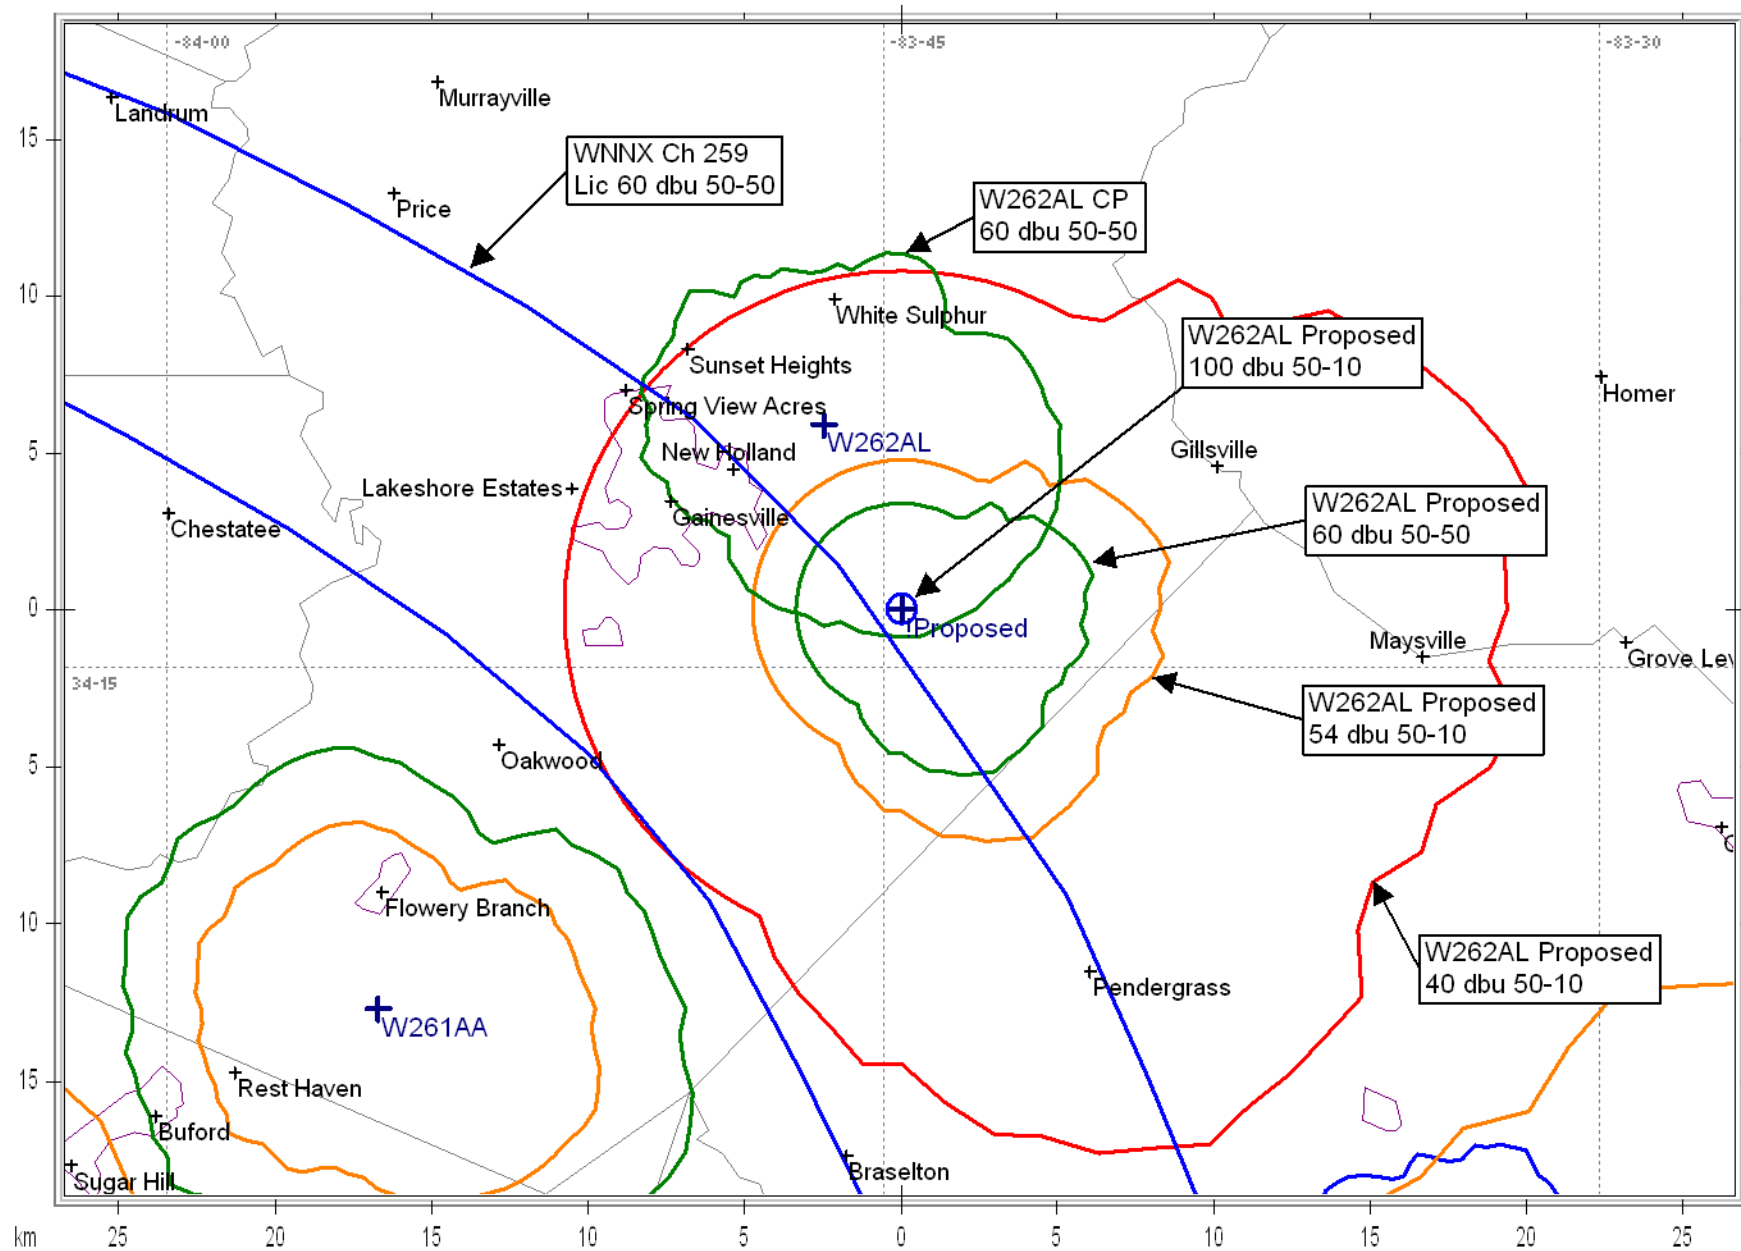 -84-00
-83-45
-83-30
Murrayville
Landrum
15
WNNX Ch 259
Lic 60 dbu 50-50
W262AL CP
60 dbu 50-50
Price
10
White Sulphur
W262AL Proposed
100 dbu 50-10
Sunset Heights
Homer
Spring View Acres
W262AL
5
New Holland
Gillsville
Lakeshore Estates
W262AL Proposed
60 dbu 50-50
Gainesville
Chestatee
0
!Proposed
Maysville
Grove Lev
34-15
W262AL Proposed
54 dbu 50-10
5
Oakwood
Flowery Branch
10
W262AL Proposed
40 dbu 50-10
Pendergrass
W261AA
15
Rest Haven
Buford
Braselton
Sugar Hill
km
25
20
15
10
5
0
5
10
15
20
25